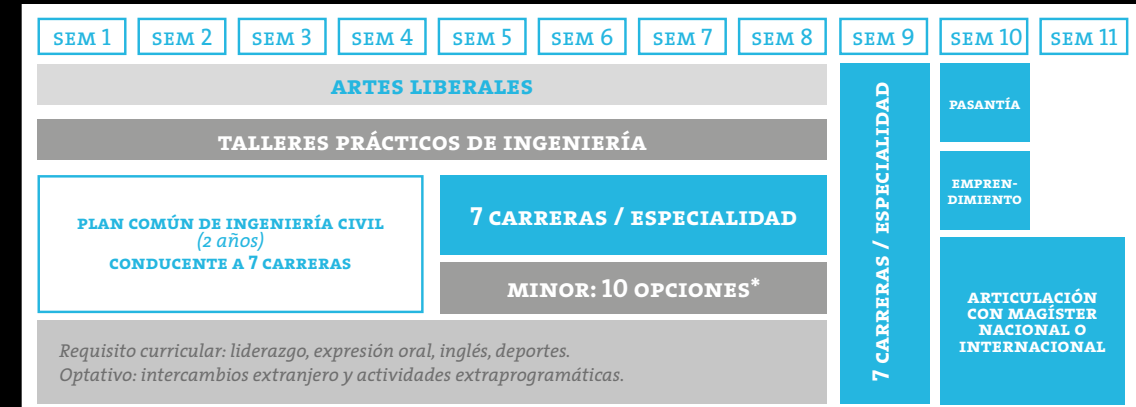 SEM 1 SEM 2 SEM 3 SEM 4 SEM 5 SEM 6 SEM 7 SEM 8 SEM 9 SEM 10 SEM 11
ARTES LIBERALES
TALLERES PRÁCTICOS DE INGENIERÍA
PLAN COMÚN DE INGENIERÍA CIVIL
(2 años)
CONDUCENTE A 7 CARRERAS
7 CARRERAS / ESPECIALIDAD
MINOR: 10 OPCIONES*
Requisito curricular: liderazgo, expresión oral, inglés, deportes.
Optativo: intercambios extranjero y actividades extraprogramáticas.
7 CARRERAS / ESPECIALIDAD
PASANTÍA
EMPREN-
DIMIENTO
ARTICULACIÓN
CON MAGÍSTER
NACIONAL O
INTERNACIONAL